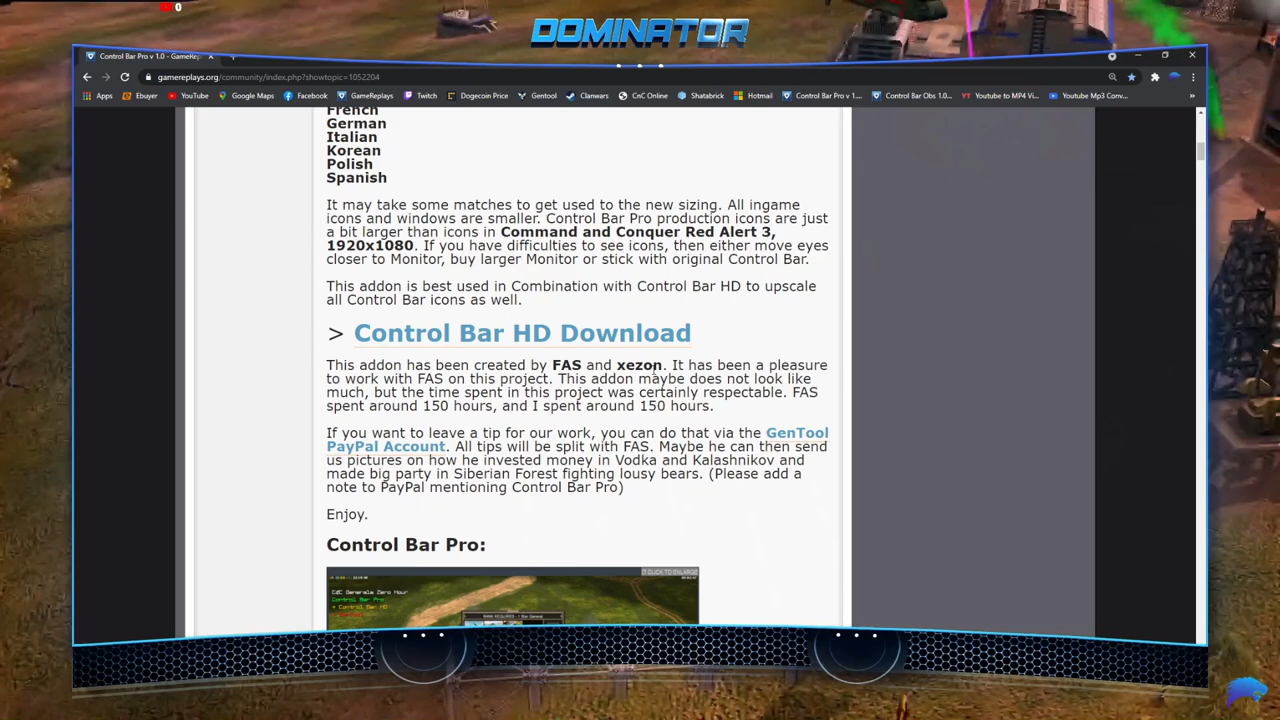 0
DOMINATOR
Control Bar Pro v 1.0 - GameRepl
gamereplays.org/community/index.php?showtopic=1052204
Apps Ebuyer YouTube Google Maps Facebook GameReplays Twitch Dogecoin Price Gentool Clanwars CnC Online Shatabrick Hotmail Control Bar Pro v 1.... Control Bar Obs 1.0... Youtube to MP4 Vi... Youtube Mp3 Conv... »
French
German
Italian
Korean
Polish
Spanish
It may take some matches to get used to the new sizing. All ingame
icons and windows are smaller. Control Bar Pro production icons are just
a bit larger than icons in Command and Conquer Red Alert 3,
1920x1080. If you have difficulties to see icons, then either move eyes
closer to Monitor, buy larger Monitor or stick with original Control Bar.
This addon is best used in Combination with Control Bar HD to upscale
all Control Bar icons as well.
> Control Bar HD Download
This addon has been created by FAS and xezon. It has been a pleasure
to work with FAS on this project. This addon maybe does not look like
much, but the time spent in this project was certainly respectable. FAS
spent around 150 hours, and I spent around 150 hours.
If you want to leave a tip for our work, you can do that via the GenTool
PayPal Account. All tips will be split with FAS. Maybe he can then send
us pictures on how he invested money in Vodka and Kalashnikov and
made big party in Siberian Forest fighting lousy bears. (Please add a
note to PayPal mentioning Control Bar Pro)
Enjoy.
Control Bar Pro:
CLICK TO ENLARGE
C&C Generals Zero Hour
Control Bar Pro
+ Control Bar HD